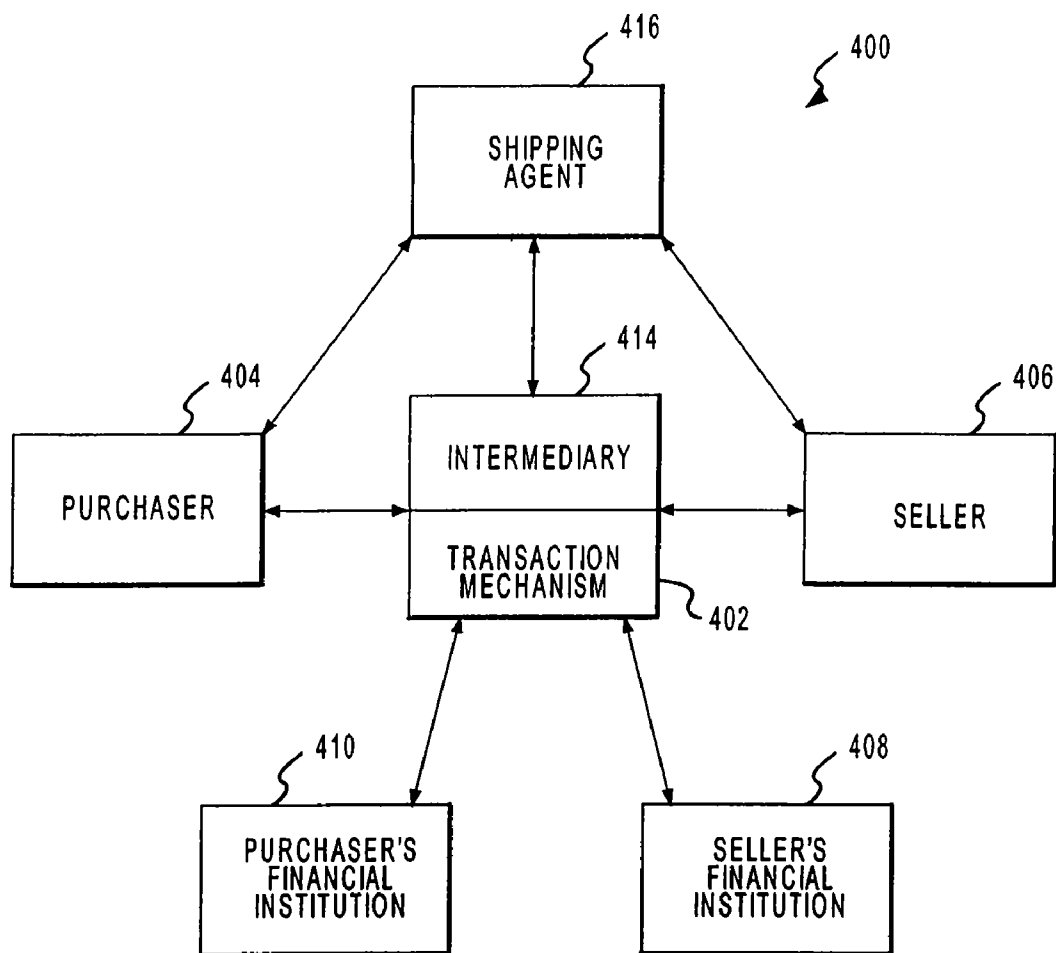 416
400
SHIPPING
AGENT
414
404
406
INTERMEDIARY
PURCHASER
SELLER
TRANSACTION
MECHANISM
402
410
408
PURCHASER'S
FINANCIAL
INSTITUTION
SELLER'S
FINANCIAL
INSTITUTION